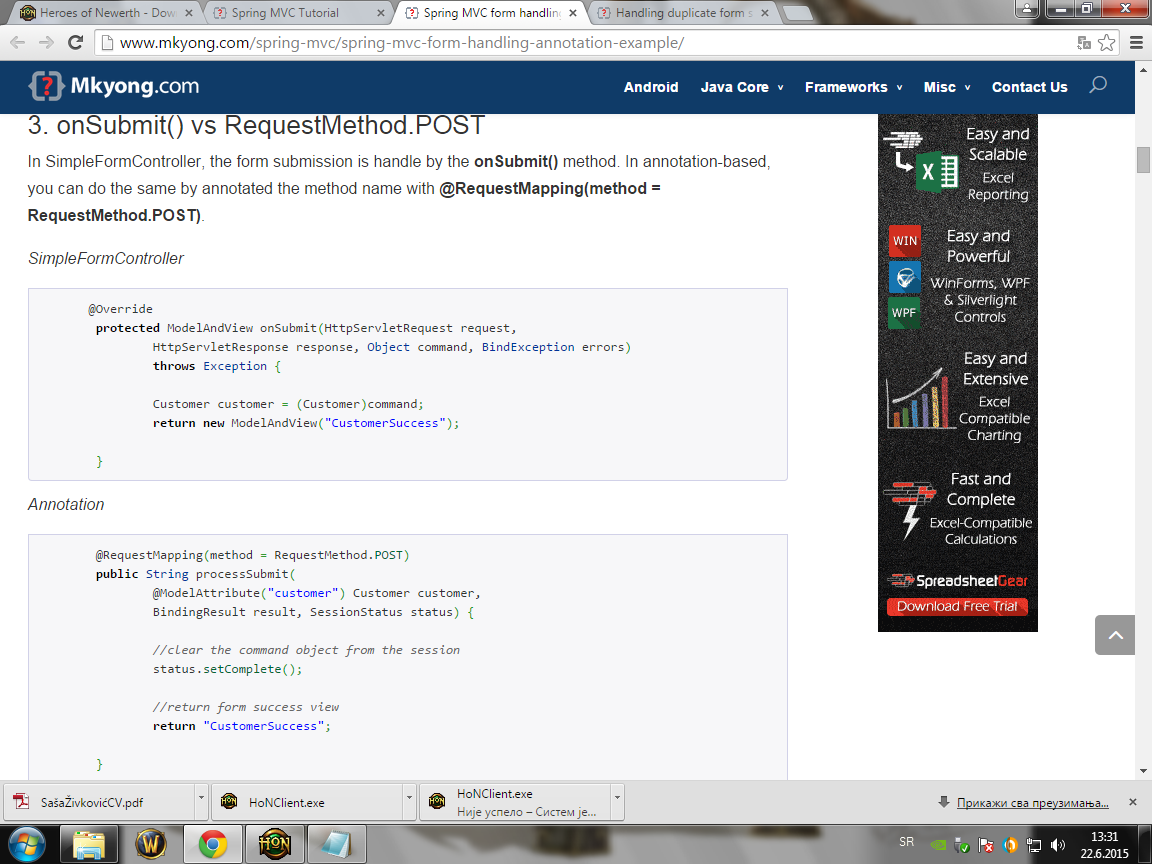 Heroes of Newerth - Dow
Spring MVC Tutorial
Spring MVC form handling
Handling duplicate form s
www.mkyong.com/spring-mvc/spring-mvc-form-handling-annotation-example/
Mkyong.com
Android
Java Core
Frameworks
Misc
Contact Us
3. onSubmit() vs RequestMethod.POST
In SimpleFormController, the form submission is handle by the onSubmit() method. In annotation-based,
you can do the same by annotated the method name with @RequestMapping(method =
RequestMethod.POST).
SimpleFormController
@Override
protected ModelAndView onSubmit(HttpServletRequest request,
HttpServletResponse response, Object command, BindException errors)
throws Exception {
Customer customer = (Customer)command;
return new ModelAndView("CustomerSuccess");
}
Annotation
@RequestMapping(method = RequestMethod.POST)
public String processSubmit(
@ModelAttribute("customer") Customer customer,
BindingResult result, SessionStatus status) {
//clear the command object from the session
status.setComplete();
//return form success view
return "CustomerSuccess";
}
Easy and
Scalable
Excel
Reporting
WIN
WPF
Easy and
Powerful
WinForms, WPF
& Silverlight
Controls
Easy and
Extensive
Excel
Compatible
Charting
Fast and
Complete
Excel-Compatible
Calculations
SpreadsheetGear
Download Free Trial
SašaŽivkovićCV.pdf
HoNClient.exe
HoNClient.exe
Није успело – Систем је...
Прикажи сва преузимања...
HON
SR
13:31
22.6.2015